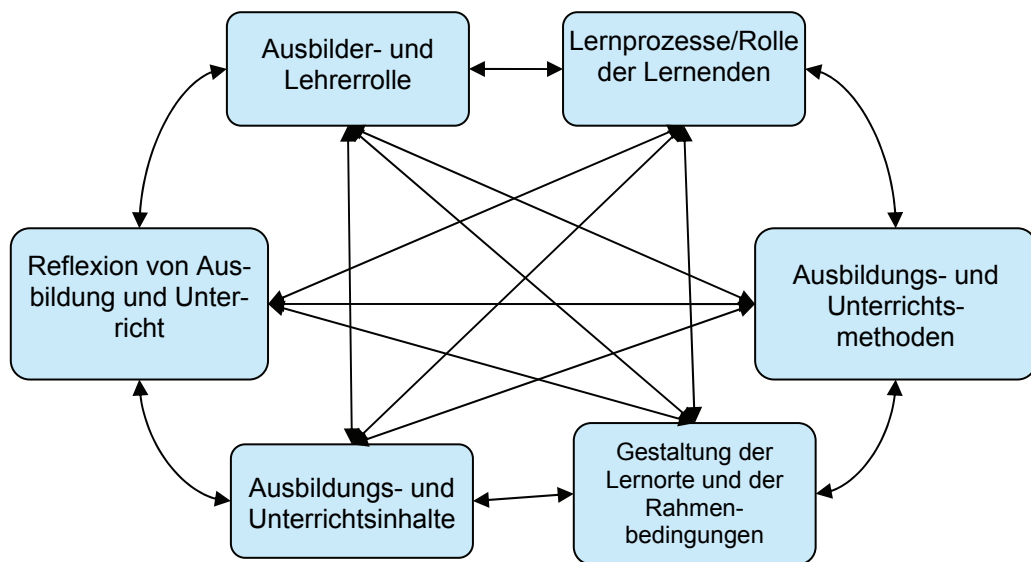 Ausbilder- und
Lehrerrolle
Lernprozesse/Rolle
der Lernenden
Reflexion von Aus-
bildung und Unter-
richt
Ausbildungs- und
Unterrichts-
methoden
Ausbildungs- und
Unterrichtsinhalte
Gestaltung der
Lernorte und der
Rahmen-
bedingungen